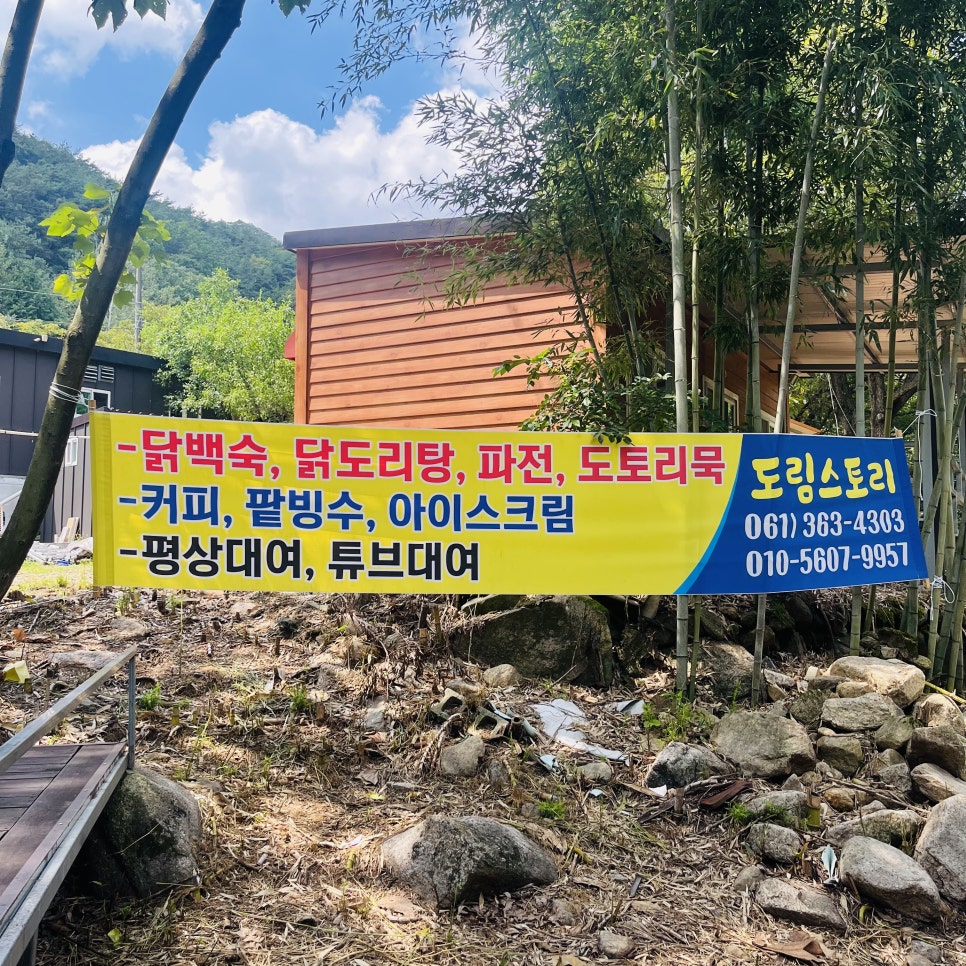 -닭백숙, 닭도리탕, 파전, 도토리묵
-커피, 팥빙수, 아이스크림
-평상대여, 튜브대여
도림스토리
061) 363-4303
010-5607-9957